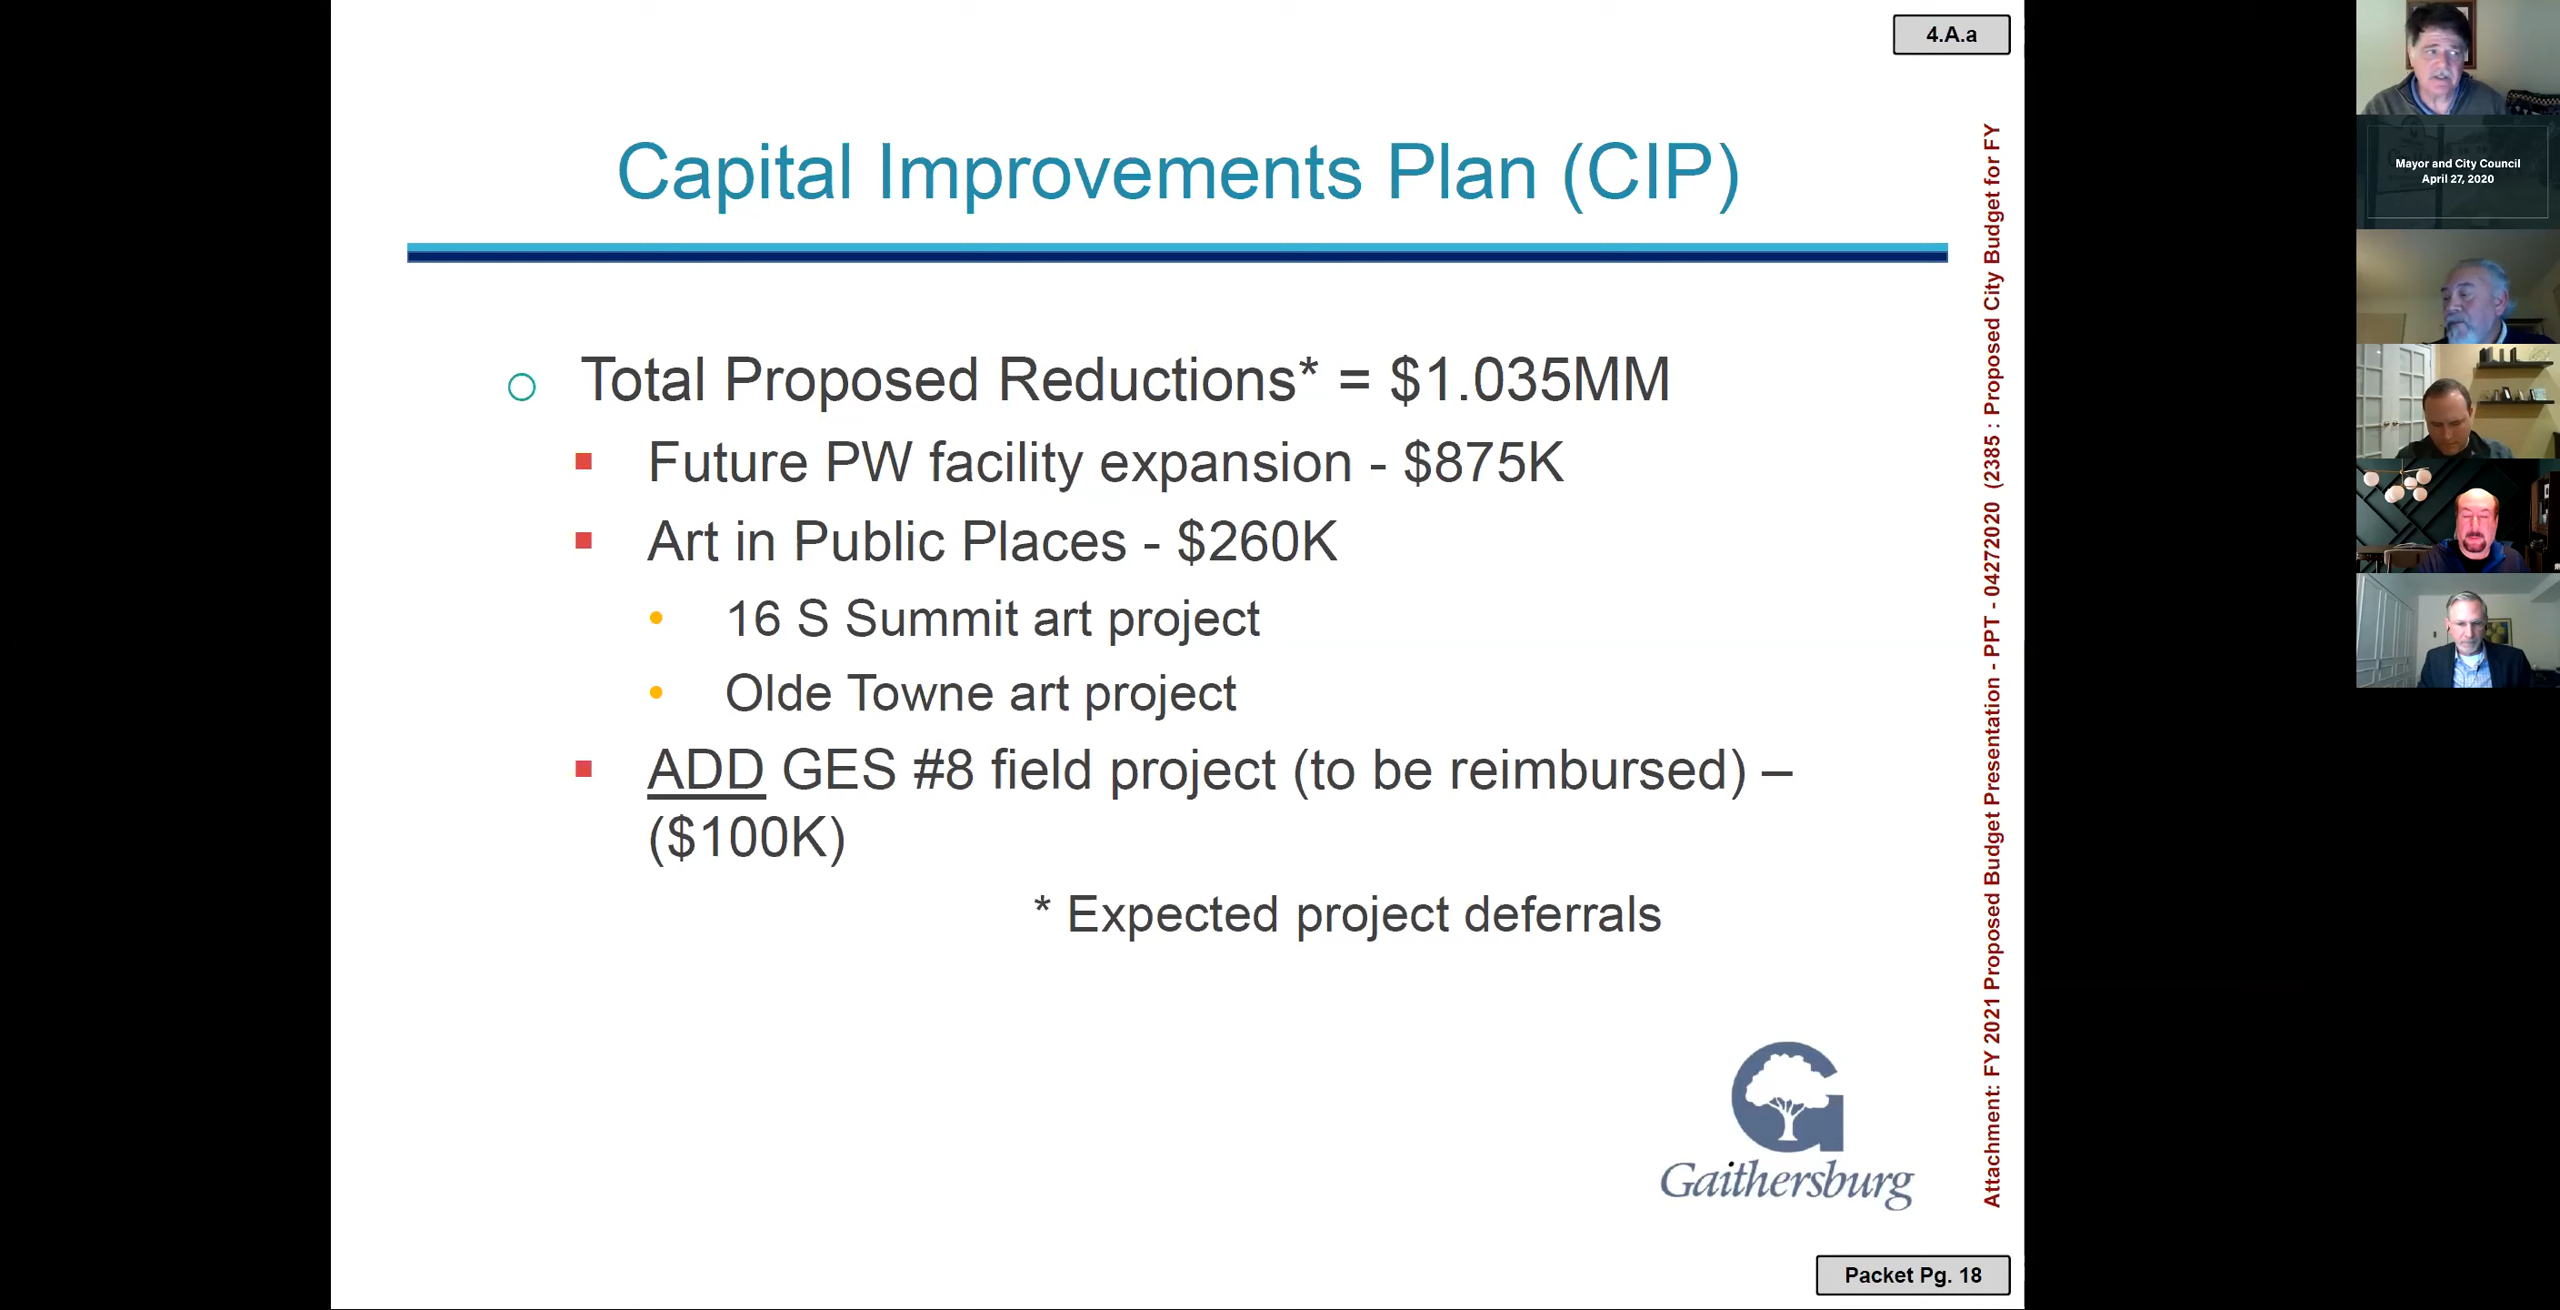 4.A.a
Capital Improvements Plan (CIP)
Total Proposed Reductions* = $1.035MM
Future PW facility expansion - $875K
Art in Public Places - $260K
16 S Summit art project
Olde Towne art project
ADD GES #8 field project (to be reimbursed) –
($100K)
* Expected project deferrals
Gaithersburg
Packet Pg. 18
Attachment: FY 2021 Proposed Budget Presentation - PPT - 04272020 (2385 : Proposed City Budget for FY
Mayor and City Council
April 27, 2020